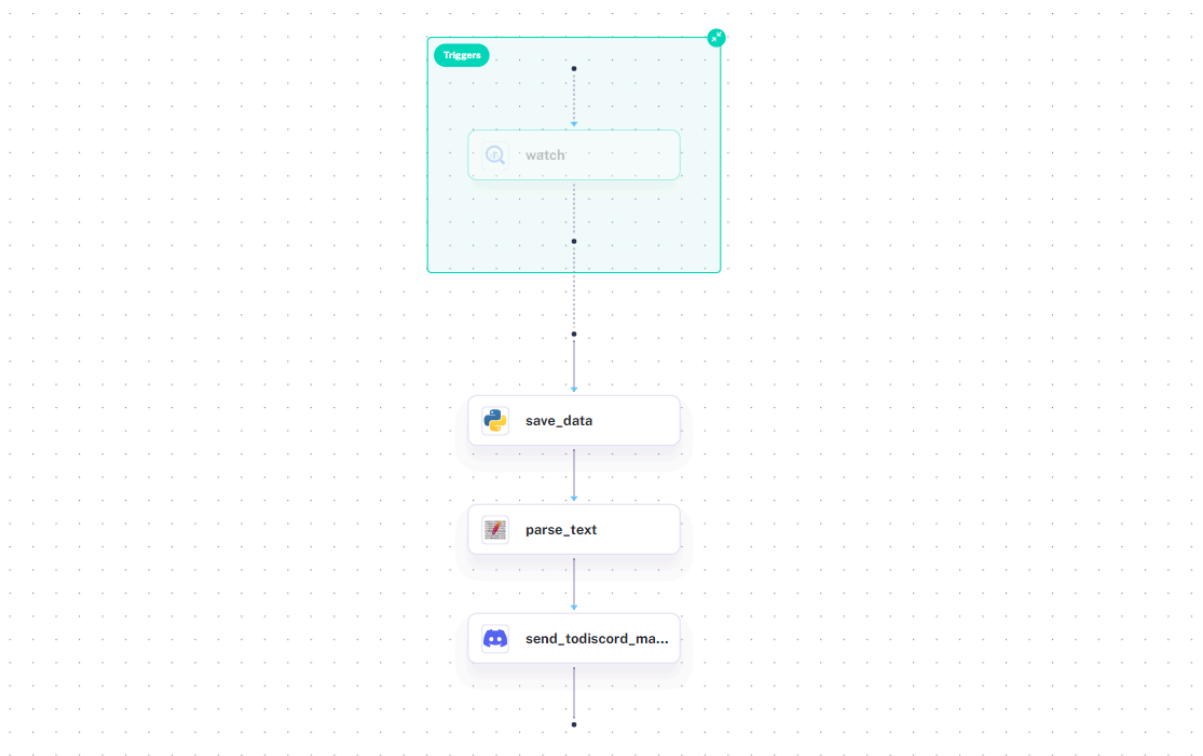 Triggers
watch
save_data
parse_text
send_todiscord_ma...